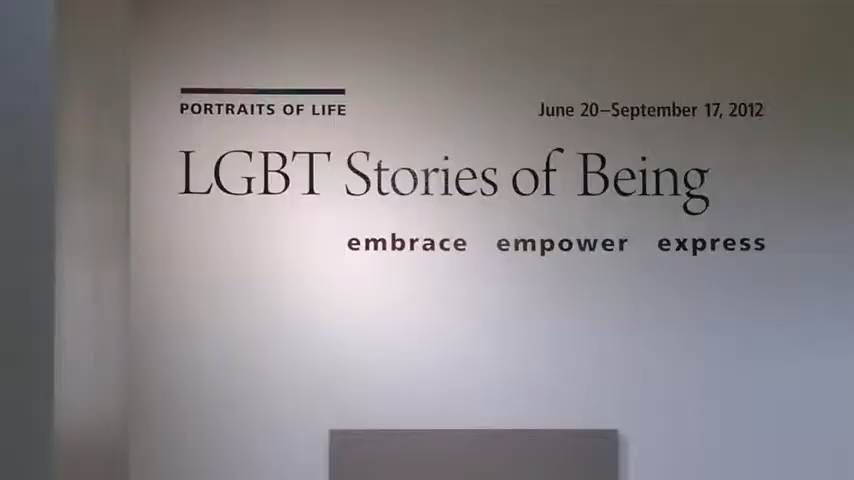 PORTRAITS OF LIFE
June 20–September 17, 2012
LGBT Stories of Being
embrace empower express